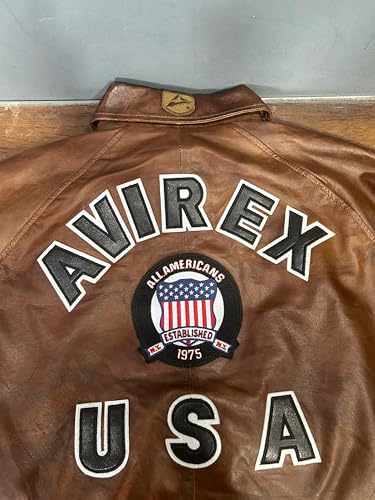 AVIREX
ALLAMERICANS
ESTABLISHED
N.Y. N.Y.
1975
USA